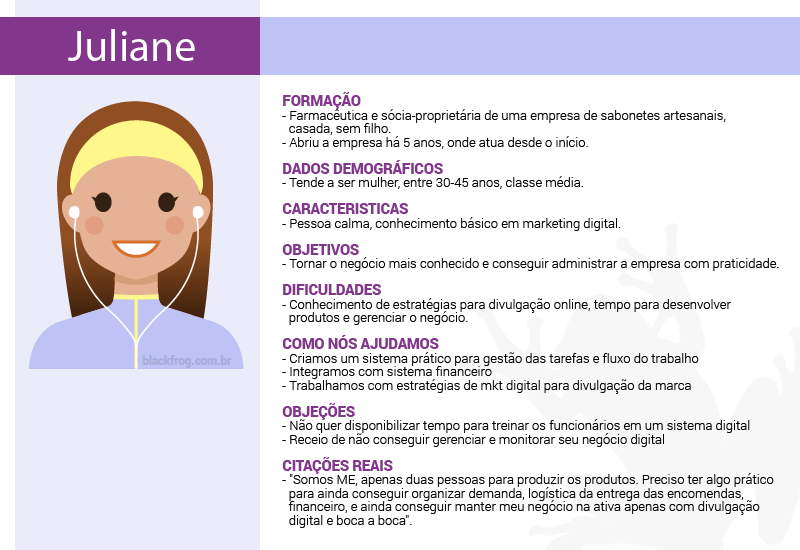 Juliane
FORMAÇÃO
- Farmacêutica e sócia-proprietária de uma empresa de sabonetes artesanais,
casada, sem filho.
- Abriu a empresa há 5 anos, onde atua desde o início.
DADOS DEMOGRÁFICOS
- Tende a ser mulher, entre 30-45 anos, classe média.
CARACTERISTICAS
- Pessoa calma, conhecimento básico em marketing digital.
OBJETIVOS
- Tornar o negócio mais conhecido e conseguir administrar a empresa com praticidade.
DIFICULDADES
- Conhecimento de estratégias para divulgação online, tempo para desenvolver
produtos e gerenciar o negócio.
COMO NÓS AJUDAMOS
- Criamos um sistema prático para gestão das tarefas e fluxo do trabalho
- Integramos com sistema financeiro
- Trabalhamos com estratégias de mkt digital para divulgação da marca
OBJEÇÕES
- Não quer disponibilizar tempo para treinar os funcionários em um sistema digital
- Receio de não conseguir gerenciar e monitorar seu negócio digital
CITAÇÕES REAIS
- "Somos ME, apenas duas pessoas para produzir os produtos. Preciso ter algo prático
para ainda conseguir organizar demanda, logística da entrega das encomendas,
financeiro, e ainda conseguir manter meu negócio na ativa apenas com divulgação
digital e boca a boca".
blackfrog.com.br